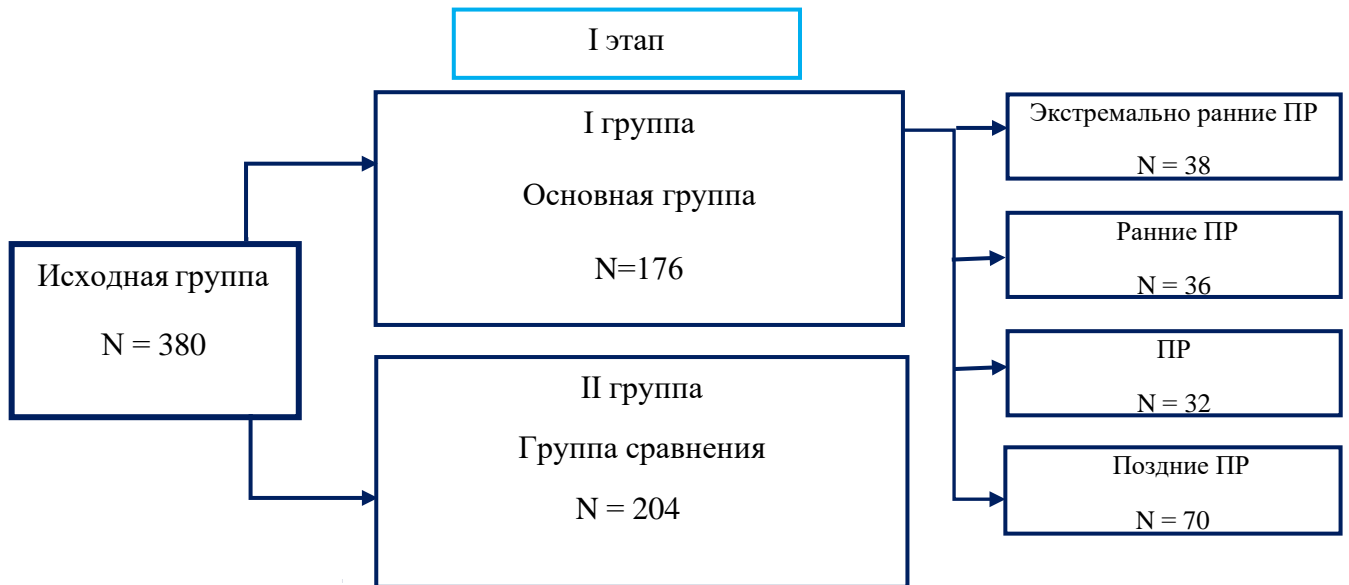 I этап
Исходная группа
N = 380
I группа
Основная группа
N=176
II группа
Группа сравнения
N = 204
Экстремально ранние ПР
N = 38
Ранние ПР
N = 36
ПР
N = 32
Поздние ПР
N = 70